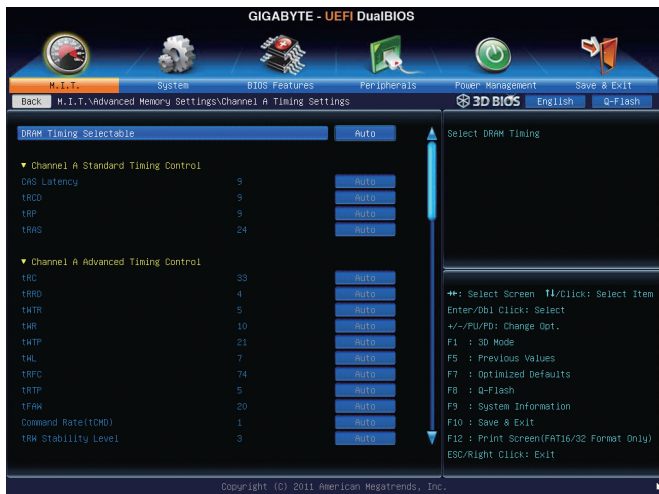 GIGABYTE - UEFI DualBIOS
M.I.T. System BIOS Features Peripherals Power Management Save & Exit
Back M.I.T.\Advanced Memory Settings\Channel A Timing Settings 3D BIOS English Q-Flash
DRAM Timing Selectable Auto Select DRAM Timing
▼ Channel A Standard Timing Control
CAS Latency 9 Auto
tRCD 9 Auto
tRP 9 Auto
tRAS 24 Auto
▼ Channel A Advanced Timing Control
tRC 33 Auto
tRRD 4 Auto
tWTR 5 Auto
tWR 10 Auto
tWTP 21 Auto
tWL 7 Auto
tRFC 74 Auto
tRTP 5 Auto
tFAW 20 Auto
Command Rate(tCMD) 1 Auto
tRW Stability Level 3 Auto
→←: Select Screen ↑↓/Click: Select Item
Enter/Dbl Click: Select
+/-/PU/PD: Change Opt.
F1 : 3D Mode
F5 : Previous Values
F7 : Optimized Defaults
F8 : Q-Flash
F9 : System Information
F10 : Save & Exit
F12 : Print Screen(FAT16/32 Format Only)
ESC/Right Click: Exit
Copyright (C) 2011 American Megatrends, Inc.